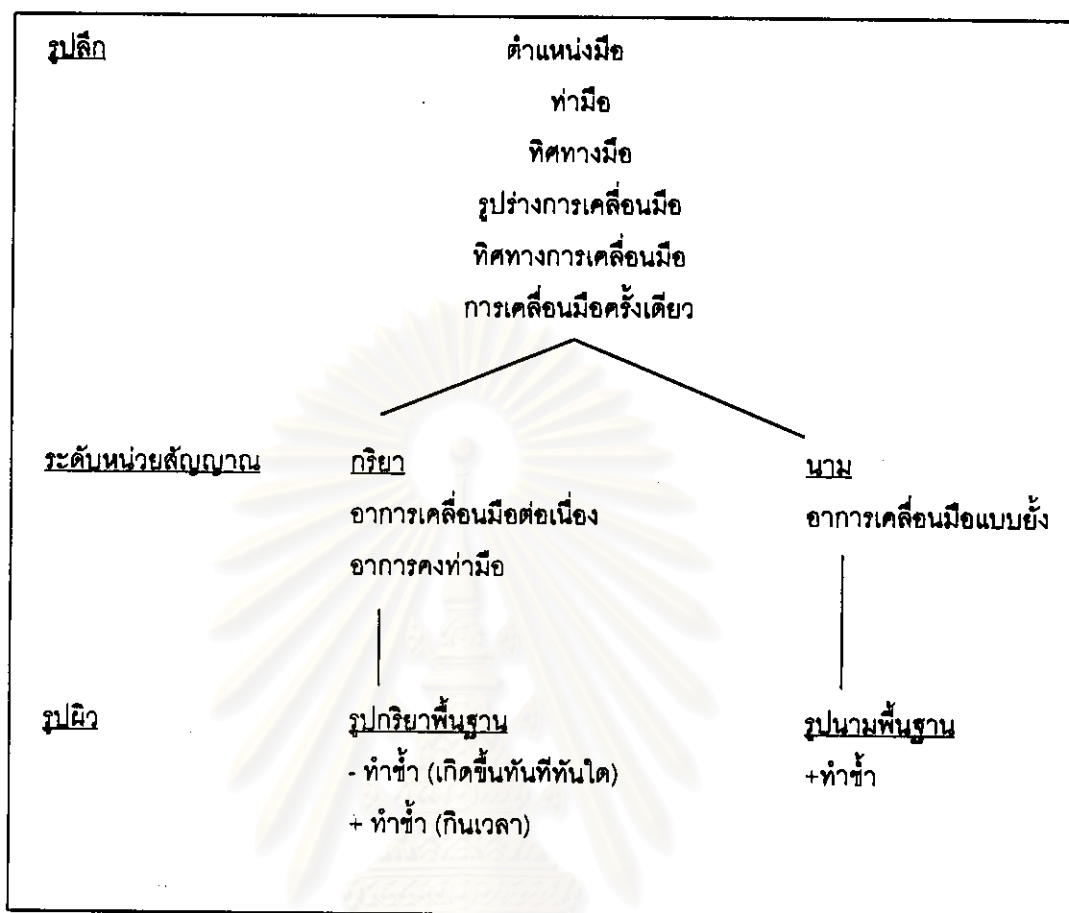 รูปลึก ตำแหน่งมือ
ท่ามือ
ทิศทางมือ
รูปร่างการเคลื่อนมือ
ทิศทางการเคลื่อนมือ
การเคลื่อนมือครั้งเดียว
ระดับหน่วยสัญญาณ กริยา นาม
อาการเคลื่อนมือต่อเนื่อง อาการเคลื่อนมือแบบยั้ง
อาการคงท่ามือ
รูปผิว รูปกริยาพื้นฐาน รูปนามพื้นฐาน
- ทำซ้ำ (เกิดขึ้นทันทีทันใด) +ทำซ้ำ
+ ทำซ้ำ (กินเวลา)